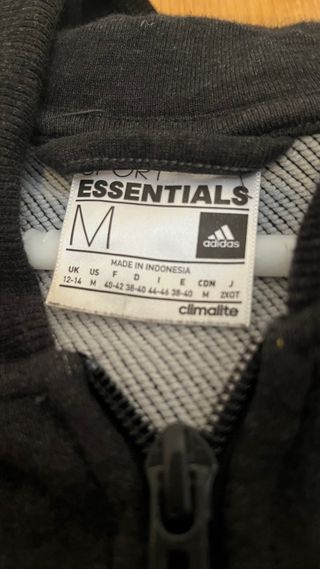 SPORT
ESSENTIALS
M
adidas
MADE IN INDONESIA
UK US F D I E CDN J
12-14 M 40-42 38-40 44-46 38-40 M 2XOT
climalite